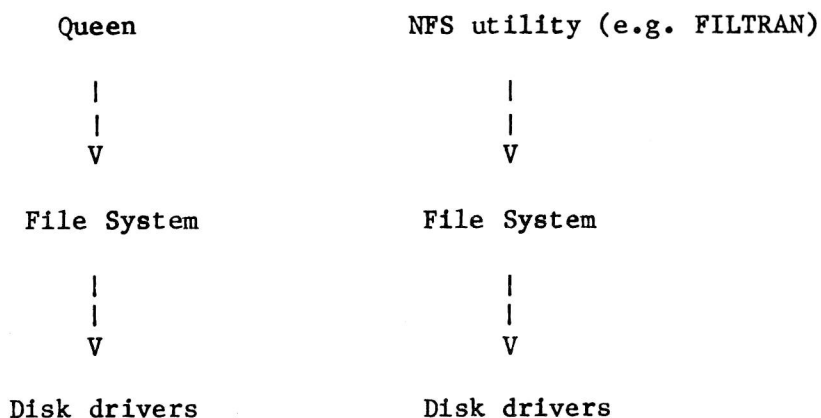 Queen NFS utility (e.g. FILTRAN)
| |
| |
V V
File System File System
| |
| |
V V
Disk drivers Disk drivers